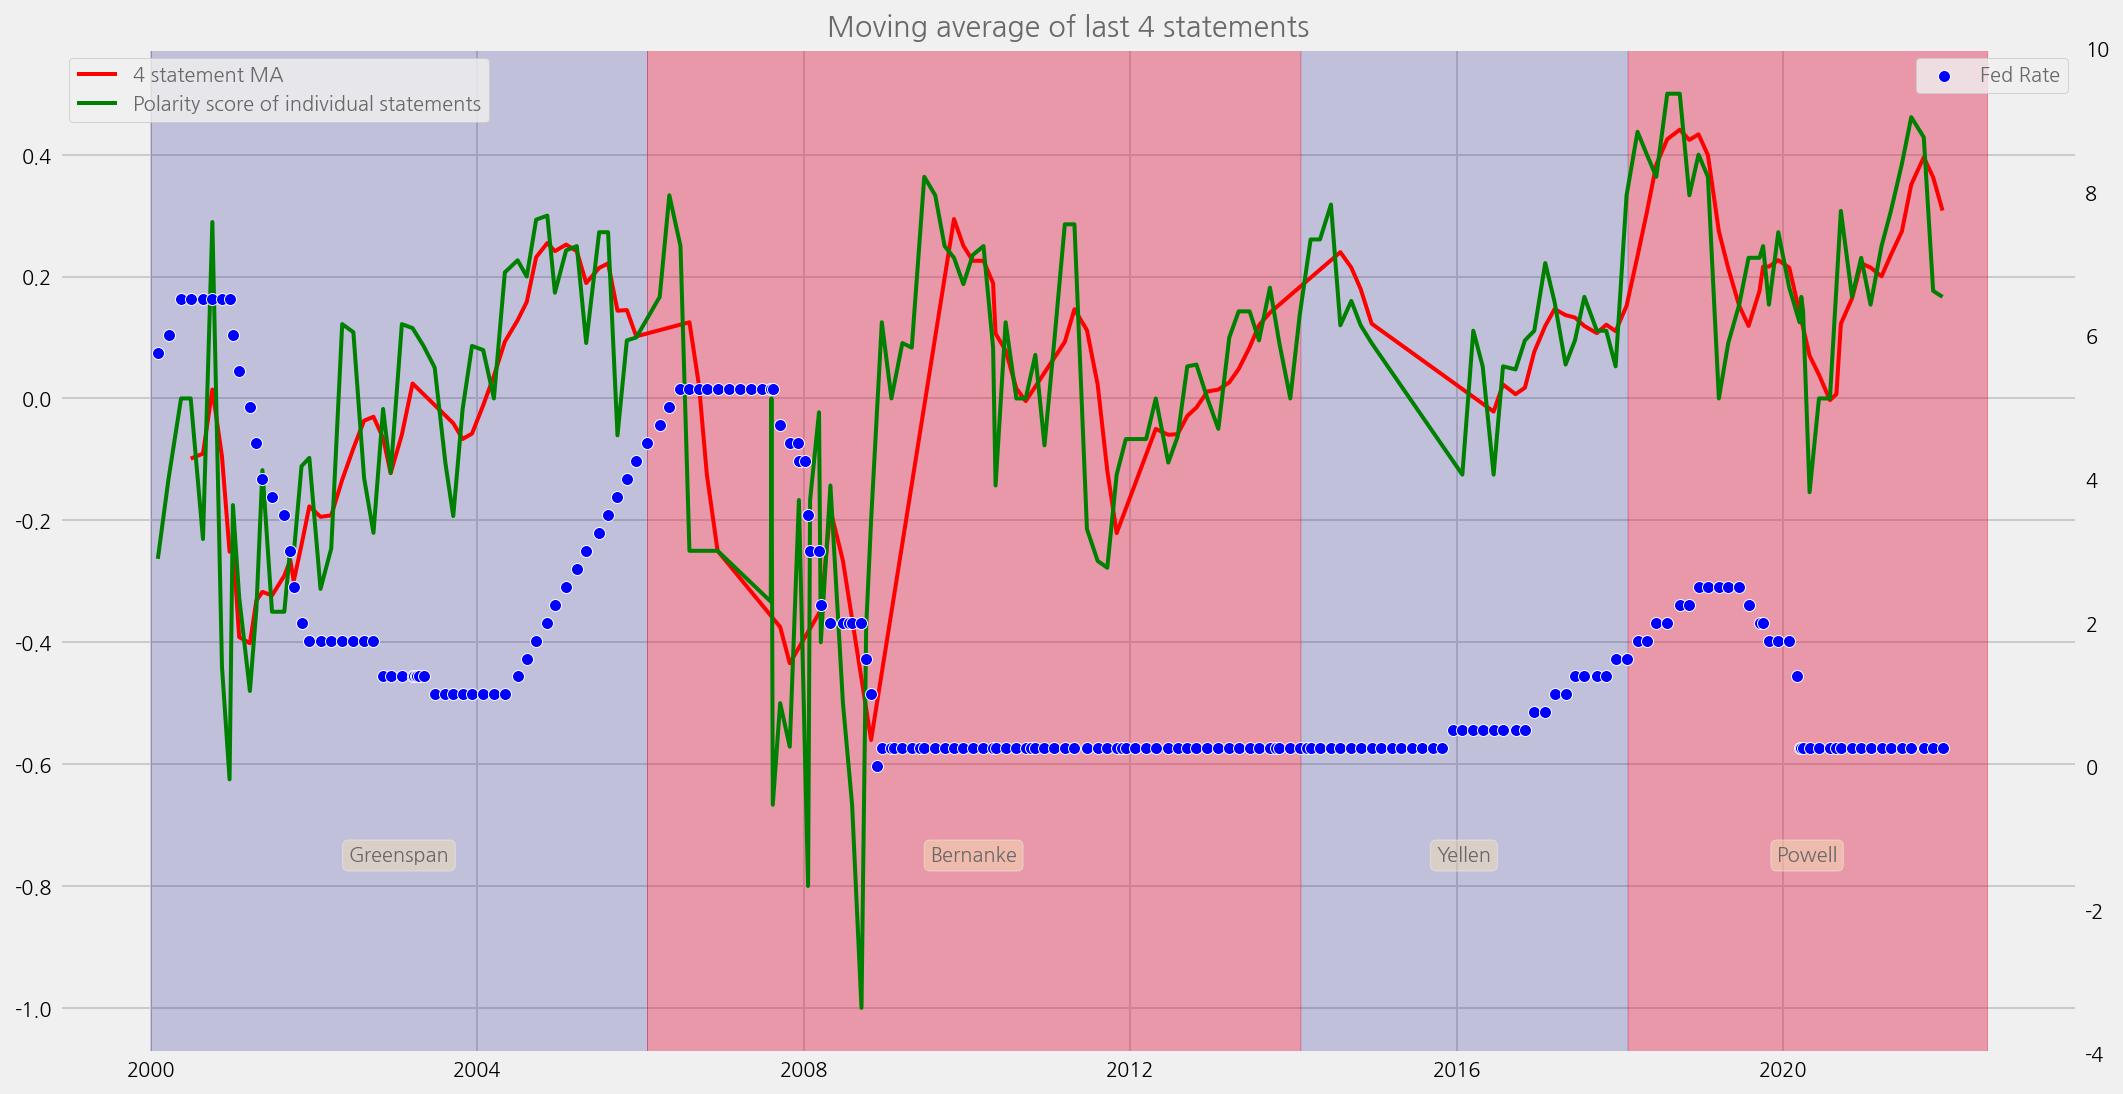 Moving average of last 4 statements
4 statement MA
Polarity score of individual statements
Fed Rate
0.4
0.2
0.0
-0.2
-0.4
-0.6
-0.8
-1.0
10
8
6
4
2
0
-2
-4
Greenspan
Bernanke
Yellen
Powell
2000
2004
2008
2012
2016
2020